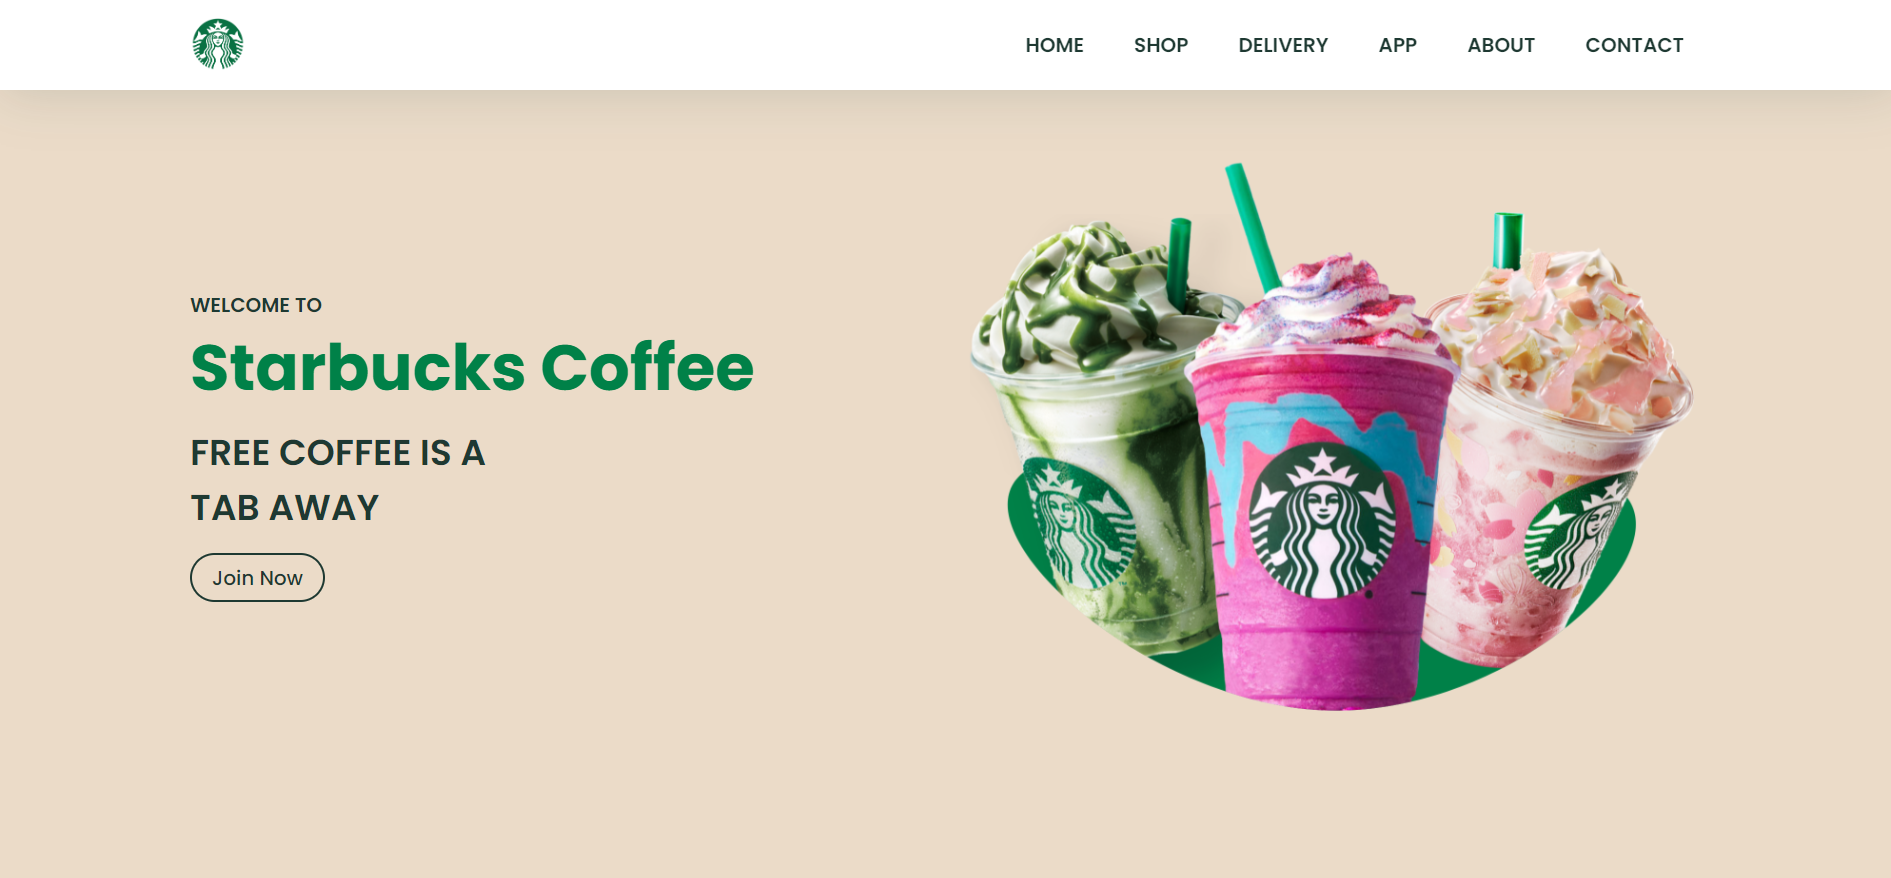 HOME SHOP DELIVERY APP ABOUT CONTACT
WELCOME TO
Starbucks Coffee
FREE COFFEE IS A
TAB AWAY
Join Now